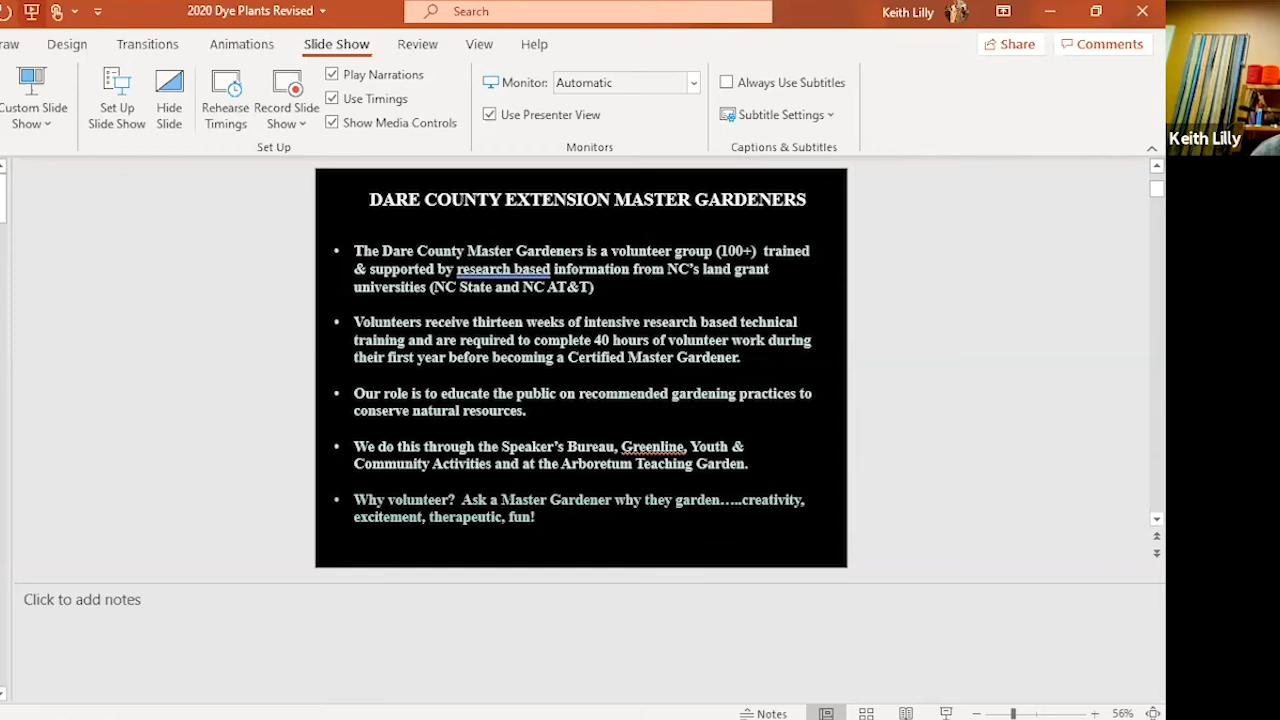 2020 Dye Plants Revised
Search
Keith Lilly
raw Design Transitions Animations Slide Show Review View Help
Share Comments
Custom Slide
Show
Set Up
Slide Show
Hide
Slide
Rehearse
Timings
Record Slide
Show
Play Narrations
Use Timings
Show Media Controls
Set Up
Monitor: Automatic
Use Presenter View
Monitors
Always Use Subtitles
Subtitle Settings
Captions & Subtitles
Keith Lilly
DARE COUNTY EXTENSION MASTER GARDENERS
• The Dare County Master Gardeners is a volunteer group (100+) trained
& supported by research based information from NC's land grant
universities (NC State and NC AT&T)
• Volunteers receive thirteen weeks of intensive research based technical
training and are required to complete 40 hours of volunteer work during
their first year before becoming a Certified Master Gardener.
• Our role is to educate the public on recommended gardening practices to
conserve natural resources.
• We do this through the Speaker's Bureau, Greenline, Youth &
Community Activities and at the Arboretum Teaching Garden.
• Why volunteer? Ask a Master Gardener why they garden…..creativity,
excitement, therapeutic, fun!
Click to add notes
Notes
56%